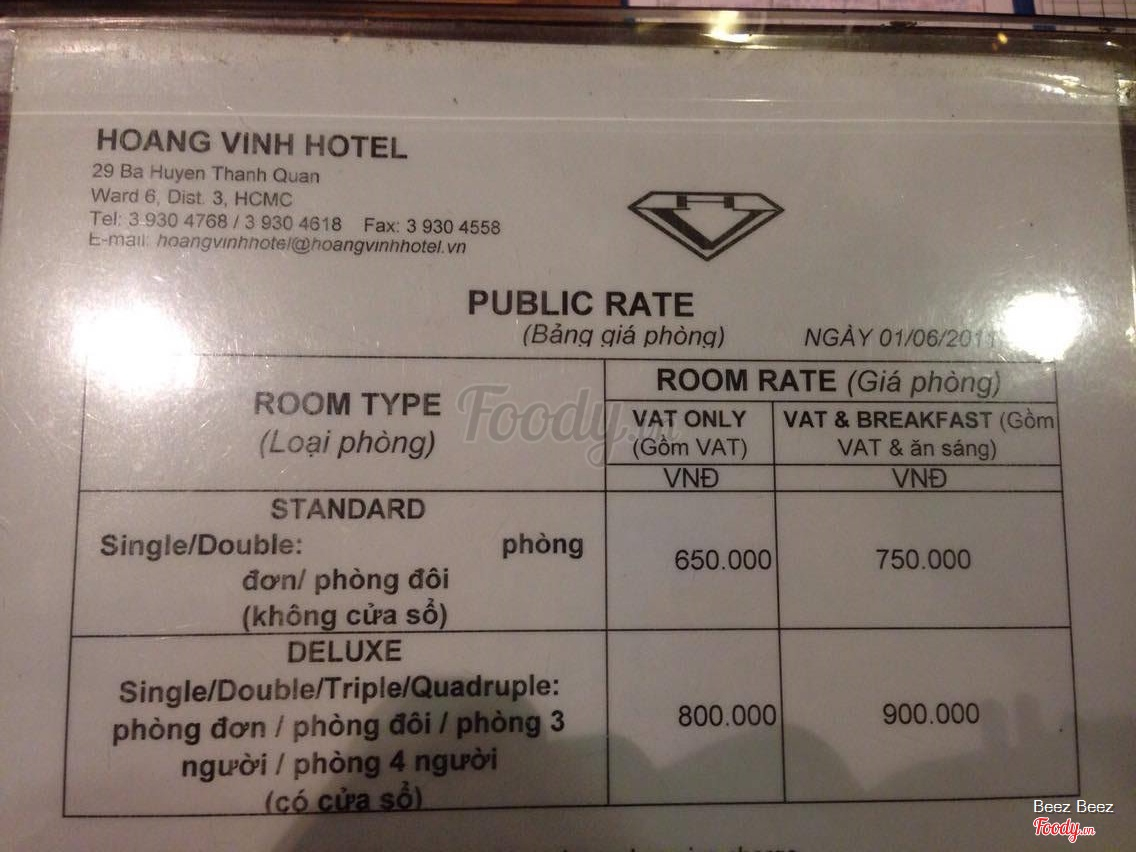 HOANG VINH HOTEL
29 Ba Huyen Thanh Quan
Ward 6, Dist. 3, HCMC
Tel: 3 930 4768 / 3 930 4618 Fax: 3 930 4558
E-mail: hoangvinhhotel@hoangvinhhotel.vn
PUBLIC RATE
(Bảng giá phòng)
NGÀY 01/06/2011
ROOM TYPE
(Loại phòng)
ROOM RATE (Giá phòng)
VAT ONLY
(Gồm VAT)
VAT & BREAKFAST (Gồm
VAT & ăn sáng)
VNĐ
VNĐ
STANDARD
Single/Double: phòng
đơn/ phòng đôi
(không cửa sổ)
650.000
750.000
DELUXE
Single/Double/Triple/Quadruple:
phòng đơn / phòng đôi / phòng 3
người / phòng 4 người
(có cửa sổ)
800.000
900.000
Foody.vn
Beez Beez
Foody.vn